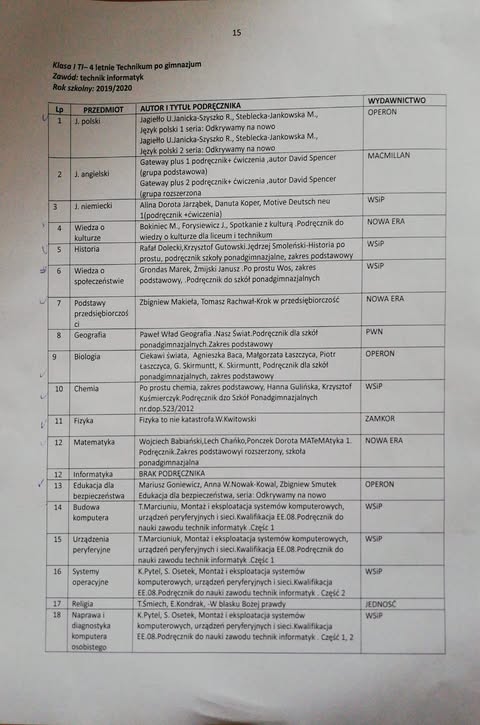 15
Klasa I TI– 4 letnie Technikum po gimnazjum
Zawód: technik informatyk
Rok szkolny: 2019/2020
Lp PRZEDMIOT AUTOR I TYTUŁ PODRĘCZNIKA WYDAWNICTWO
1 J. polski Jagiełło U.Janicka-Szyszko R., Steblecka-Jankowska M., OPERON
Język polski 1 seria: Odkrywamy na nowo
Jagiełło U.Janicka-Szyszko R., Steblecka-Jankowska M.,
Język polski 2 seria: Odkrywamy na nowo
2 J. angielski Gateway plus 1 podręcznik+ ćwiczenia ,autor David Spencer MACMILLAN
(grupa podstawowa)
Gateway plus 2 podręcznik+ ćwiczenia ,autor David Spencer
(grupa rozszerzona
3 J. niemiecki Alina Dorota Jarząbek, Danuta Koper, Motive Deutsch neu WSiP
1(podręcznik +ćwiczenia)
4 Wiedza o kulturze Bokiniec M., Forysiewicz J., Spotkanie z kulturą .Podręcznik do NOWA ERA
wiedzy o kulturze dla liceum i technikum
5 Historia Rafał Dolecki,Krzysztof Gutowski.Jędrzej Smoleński-Historia po WSiP
prostu, podręcznik szkoły ponadgimnazjalne, zakres podstawowy
6 Wiedza o społeczeństwie Grondas Marek, Żmijski Janusz .Po prostu Wos, zakres WSiP
podstawowy, .Podręcznik do szkół ponadgimnazjalnych
7 Podstawy Zbigniew Makieła, Tomasz Rachwał-Krok w przedsiębiorczość NOWA ERA
przedsiębiorczoś
ci
8 Geografia Paweł Wład Geografia .Nasz Świat.Podręcznik dla szkół PWN
ponadgimnazjalnych.Zakres podstawowy
9 Biologia Ciekawi świata, Agnieszka Baca, Małgorzata Łaszczyca, Piotr OPERON
Łaszczyca, G. Skirmuntt, K. Skirmuntt, Podręcznik dla szkół
ponadgimnazjalnych, zakres podstawowy
10 Chemia Po prostu chemia, zakres podstawowy, Hanna Gulińska, Krzysztof WSiP
Kuśmierczyk.Podręcznik dzo Szkół Ponadgimnazjalnych
nr.dop.523/2012
11 Fizyka Fizyka to nie katastrofa.W.Kwitowski ZAMKOR
12 Matematyka Wojciech Babiański,Lech Chańko,Ponczek Dorota MATeMAtyka 1. NOWA ERA
Podręcznik.Zakres podstawowyi rozszerzony, szkoła
ponadgimnazjalna
12 Informatyka BRAK PODRĘCZNIKA
13 Edukacja dla Mariusz Goniewicz, Anna W.Nowak-Kowal, Zbigniew Smutek OPERON
bezpieczeństwa Edukacja dla bezpieczeństwa, seria: Odkrywamy na nowo
14 Budowa T.Marciuniu, Montaż i eksploatacja systemów komputerowych, WSiP
komputera urządzeń peryferyjnych i sieci.Kwalifikacja EE.08.Podręcznik do
nauki zawodu technik informatyk .Część 1
15 Urządzenia T.Marciuniuk, Montaż i eksploatacja systemów komputerowych, WSiP
peryferyjne urządzeń peryferyjnych i sieci.Kwalifikacja EE.08.Podręcznik do
nauki zawodu technik informatyk .Część 1
16 Systemy K.Pytel, S. Osetek, Montaż i eksploatacja systemów WSiP
operacyjne komputerowych, urządzeń peryferyjnych i sieci.Kwalifikacja
EE.08.Podręcznik do nauki zawodu technik informatyk . Część 2
17 Religia T.Śmiech, E.Kondrak, -W blasku Bożej prawdy JEDNOŚĆ
18 Naprawa i K.Pytel, S. Osetek, Montaż i eksploatacja systemów WSiP
diagnostyka komputerowych, urządzeń peryferyjnych i sieci.Kwalifikacja
komputera EE.08.Podręcznik do nauki zawodu technik informatyk . Część 1, 2
osobistego